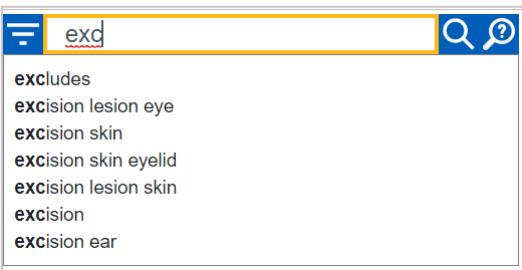 exc
excludes
excision lesion eye
excision skin
excision skin eyelid
excision lesion skin
excision
excision ear